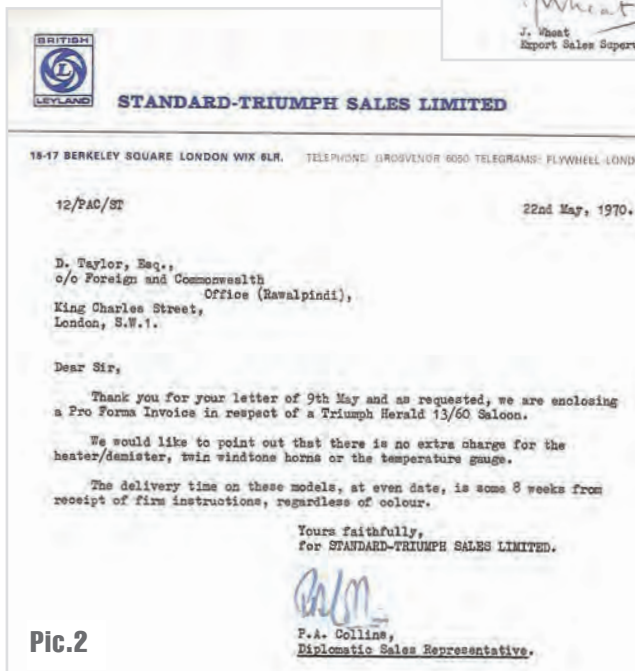 Wheat
J. Wheat
Export Sales
BRITISH
L
LEYLAND
STANDARD-TRIUMPH SALES LIMITED
15-17 BERKELEY SQUARE LONDON W1X 6LR. TELEPHONE: GROSVENOR 6050 TELEGRAMS: FLYWHEEL LOND
12/PAC/ST
22nd May, 1970.
D. Taylor, Esq.,
c/o Foreign and Commonwealth
Office (Rawalpindi),
King Charles Street,
London, S.W.1.
Dear Sir,
Thank you for your letter of 9th May and as requested, we are enclosing
a Pro Forma Invoice in respect of a Triumph Herald 13/60 Saloon.
We would like to point out that there is no extra charge for the
heater/demister, twin windtone horns or the temperature gauge.
The delivery time on these models, at even date, is some 8 weeks from
receipt of firm instructions, regardless of colour.
Yours faithfully,
for STANDARD-TRIUMPH SALES LIMITED.
P.A. Collins,
Diplomatic Sales Representative.
Pic.2